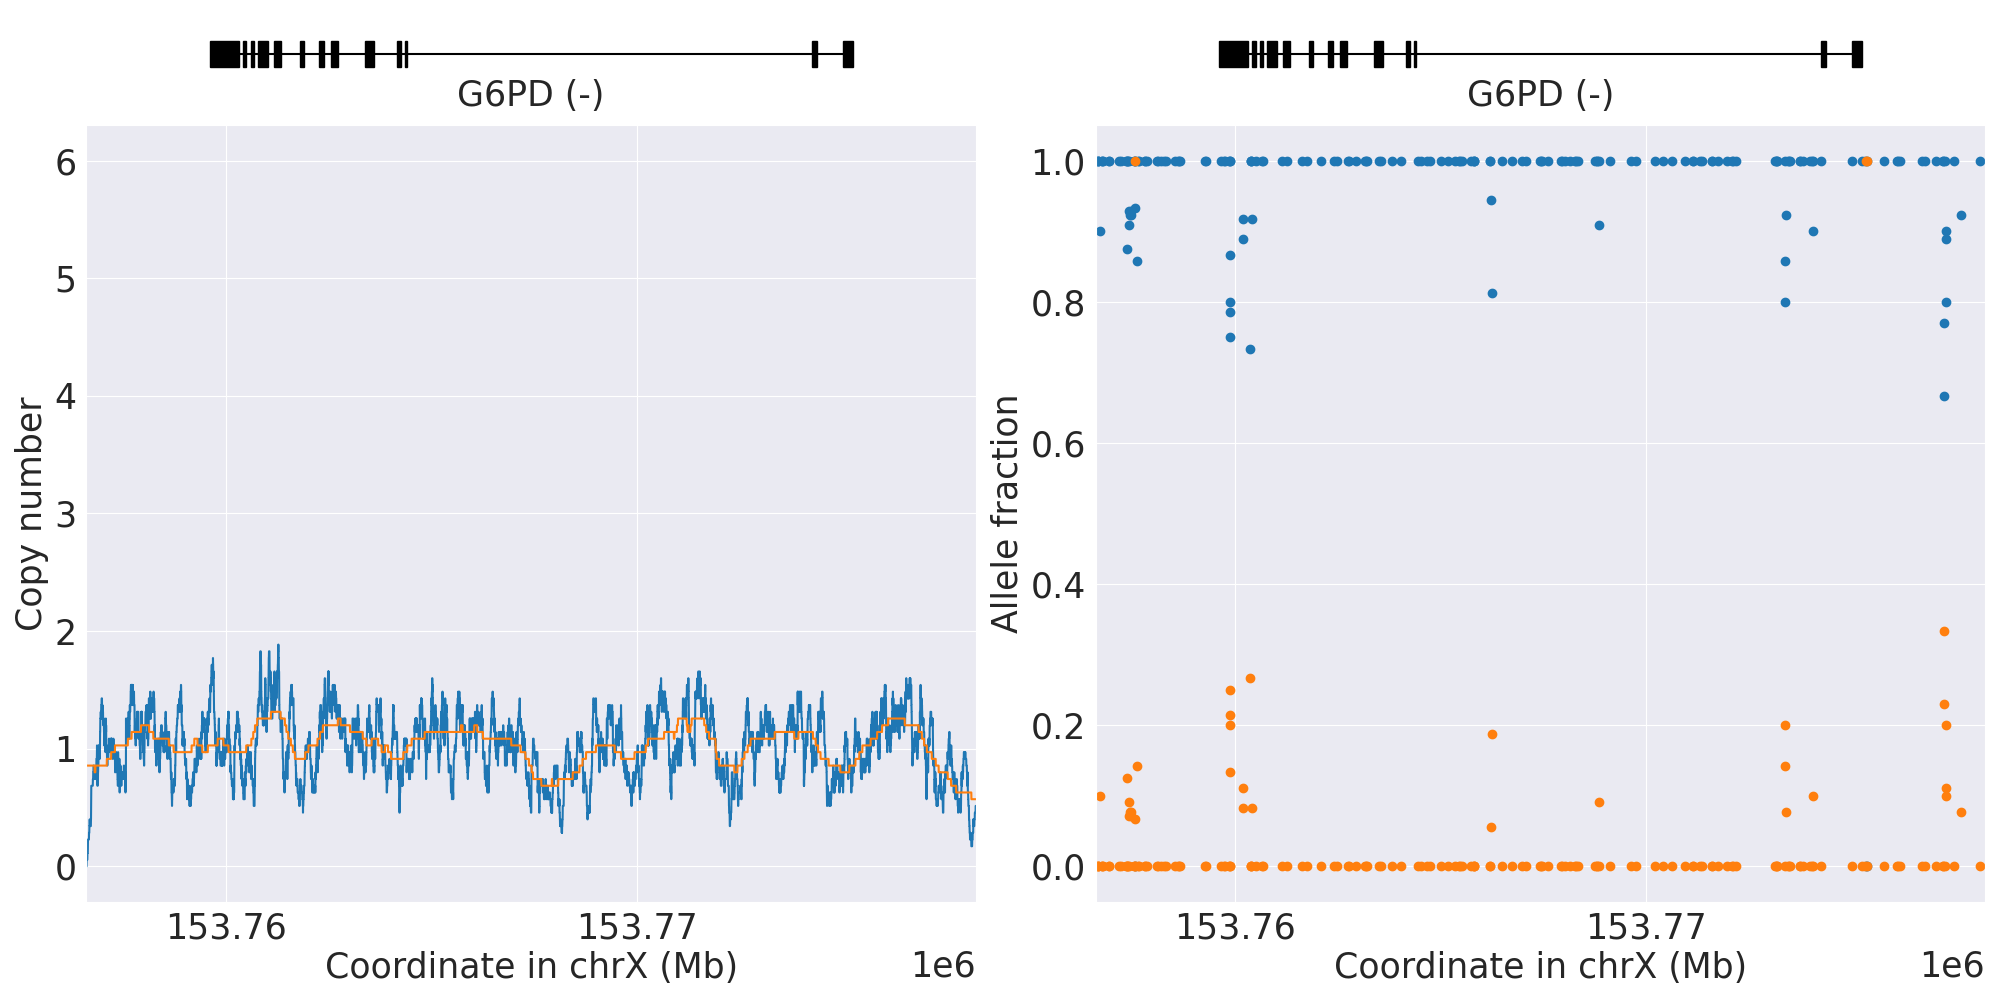 G6PD (-)
6
5
4
3
2
1
0
Copy number
153.76
153.77
Coordinate in chrX (Mb)
1e6
G6PD (-)
1.0
0.8
0.6
0.4
0.2
0.0
Allele fraction
153.76
153.77
Coordinate in chrX (Mb)
1e6